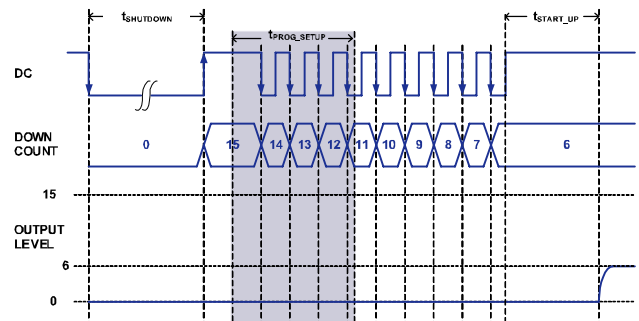 tSHUTDOWN
tPROG_SETUP
tSTART_UP
DC
DOWN COUNT
0 15 14 13 12 11 10 9 8 7 6
15
OUTPUT LEVEL
6
0